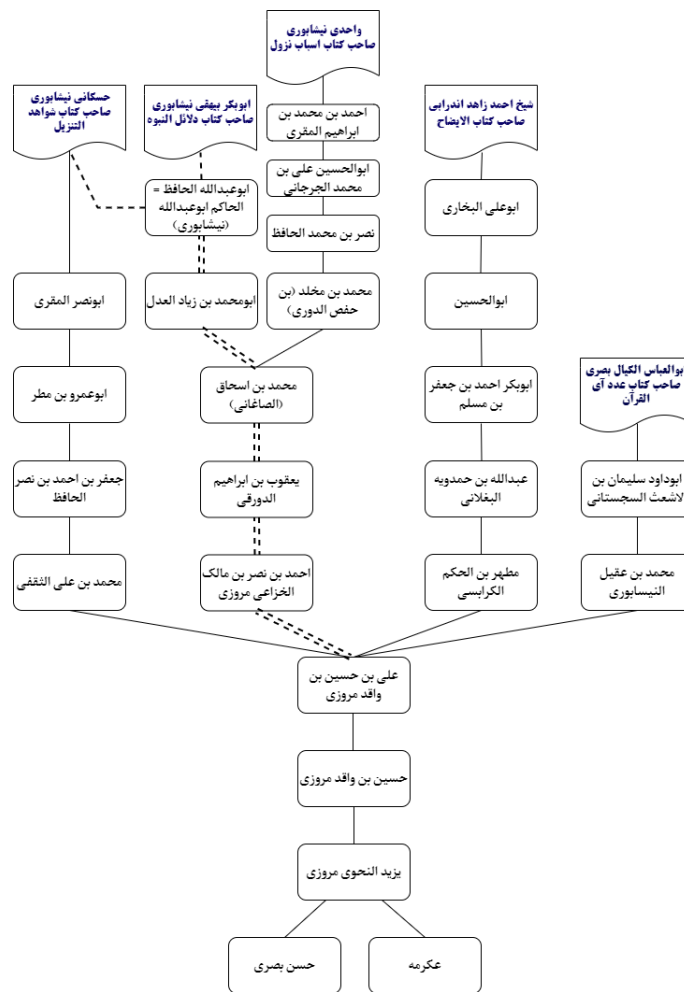 واحدی نیشابوری
صاحب کتاب اسباب نزول
شیخ احمد زاهد اندرابی
صاحب کتاب الایضاح
ابوبکر بیهقی نیشابوری
صاحب کتاب دلائل النبوه
حسکانی نیشابوری
صاحب کتاب شواهد
التنزیل
احمد بن محمد بن
ابراهیم المقری
ابوالحسین علی بن
محمد الجرجانی
ابوعلی البخاری
ابوعبدالله الحافظ =
الحاکم ابوعبدالله
(نیشابوری)
نصر بن محمد الحافظ
ابوالحسین
محمد بن مخلد (بن
حفص الدوری)
ابومحمد بن زیاد العدل
ابونصر المقری
بوالعباس الکیال بصری
صاحب کتاب عدد آی
القرآن
ابوبکر احمد بن جعفر
بن مسلم
محمد بن اسحاق
(الصاغانی)
ابوعمرو بن مطر
ابوداود سلیمان بن
لاشعث السجستانی
عبدالله بن حمدویه
البغلانی
یعقوب بن ابراهیم
الدورقی
جعفر بن احمد بن نصر
الحافظ
محمد بن عقیل
النیسابوری
مطهر بن الحکم
الکرابسی
احمد بن نصر بن مالک
الخزاعی مروزی
محمد بن علی الثقفی
علی بن حسین بن
واقد مروزی
حسین بن واقد مروزی
یزید النحوی مروزی
عکرمه
حسن بصری